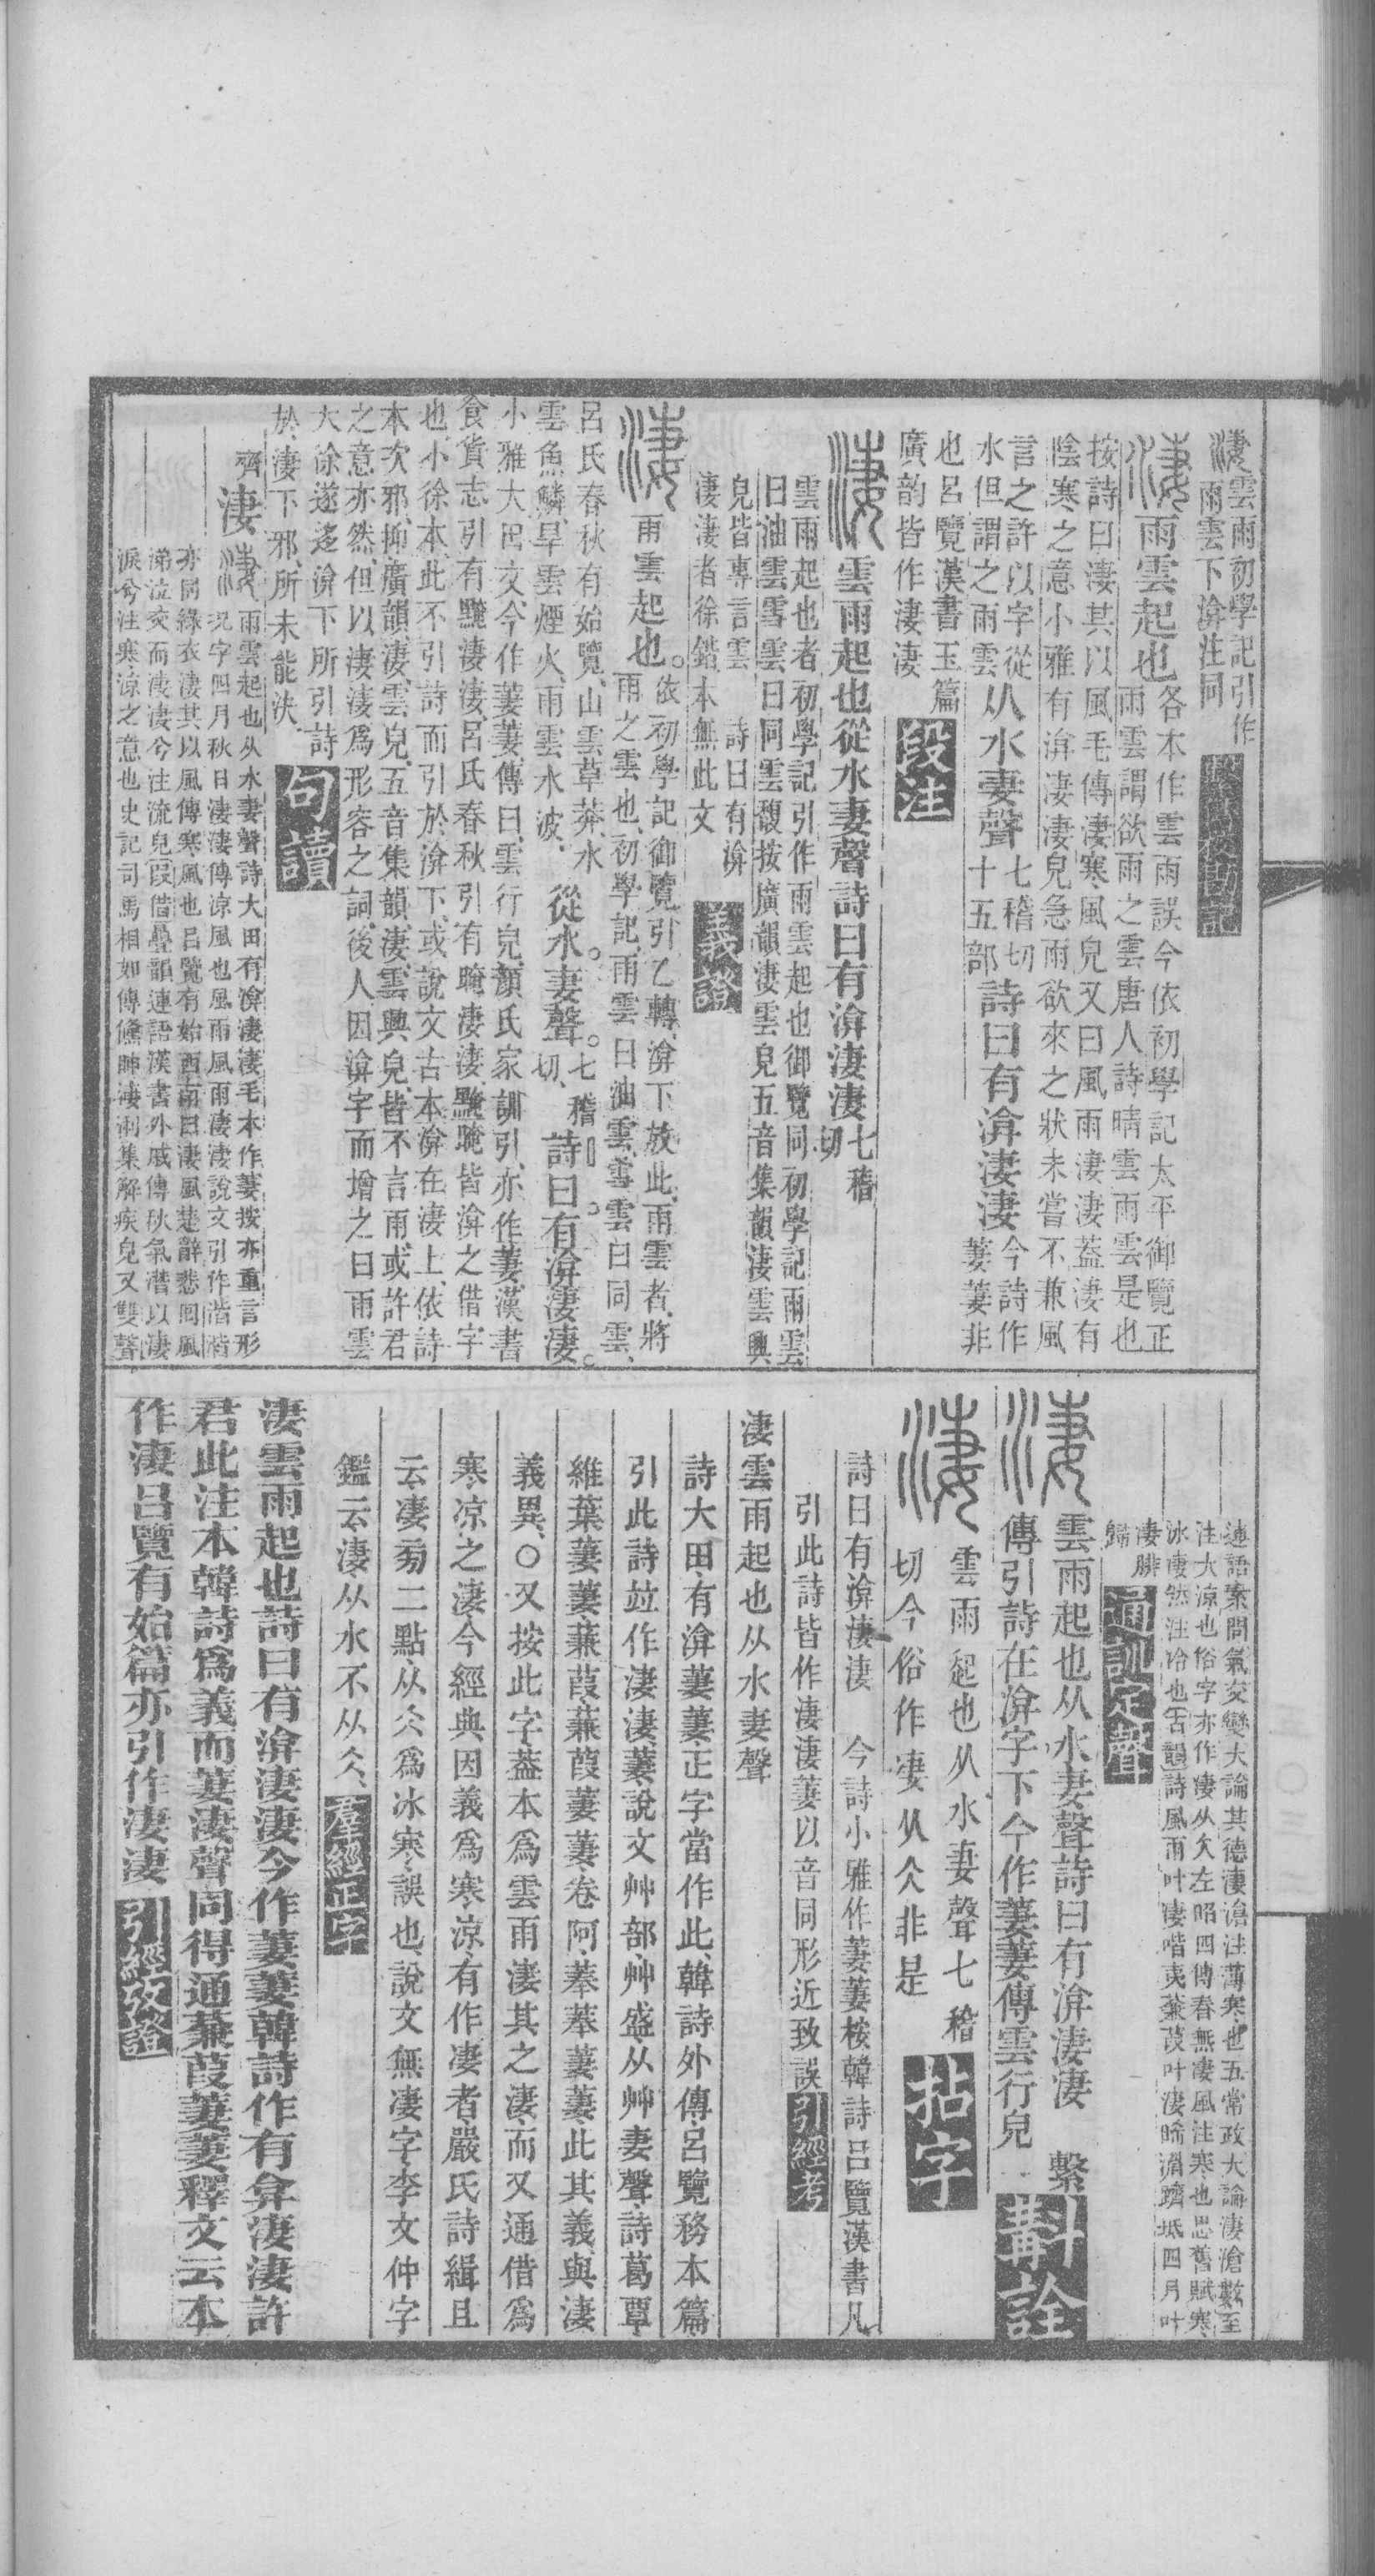 淒雲雨初學記引作
雨雲下渰注同
淒雨雲起也各本作雲雨誤今依初學記太平御覽正
雨雲謂欲雨之雲唐人詩晴雲雨雲是也
按詩曰淒其以風毛傳淒寒風皃又曰風雨淒淒葢淒有
陰寒之意小雅有渰淒淒皃急雨欲來之狀未嘗不兼風
言之許以字從
水但謂之雨雲从水妻聲七稽切
十五部詩曰有渰淒淒今詩作
萋萋非
也呂覽漢書玉篇
廣韵皆作淒淒段注
淒雲雨起也從水妻聲詩曰有渰淒淒七稽
切
雲雨起也者初學記引作雨雲起也御覽同初學記雨雲
曰油雲雪雲曰同雲馥按廣韻淒雲皃五音集韻淒雲興
皃皆專言雲 詩曰有渰
淒淒者徐鍇本無此文 義證
淒雨雲起也。依初學記御覽引乙轉、渰下放此、雨雲者、將
雨之雲也、初學記、雨雲曰油雲、雪雲曰同雲、
呂氏春秋有始覽、山雲草莽、水
雲魚鱗、旱雲煙火、雨雲水波、從水。妻聲。七稽
切、詩曰。有渰淒淒。
小雅大田文、今作萋萋、傳曰、雲行皃、顏氏家訓引、亦作萋、漢書
食貨志引有黤淒淒、呂氏春秋引有晻淒淒、黤晻皆渰之借字
也、小徐本、此不引詩、而引於渰下、或說文古本渰在淒上、依詩
本次邪、抑廣韻、淒、雲皃、五音集韻、淒、雲興皃、皆不言雨、或許君
之意亦然、但以淒淒爲形容之詞、後人因渰字而增之曰雨雲
大徐遂迻渰下所引詩
於淒下邪、所未能決、句讀
齊淒雨雲起也从水妻聲詩大田有渰淒淒毛本作萋按亦重言形
況字四月秋日淒淒傳涼風也風雨風雨淒淒說文引作湝湝
亦同綠衣淒其以風傳寒風也呂覽有始西南曰淒風楚辭悲回風
涕泣交而淒淒今注流皃叚借疊韻連語漢書外戚傳秋氣潛以淒
淚兮注寒涼之意也史記司馬相如傳儵眒淒浰集解疾皃又雙聲
連語素問氣交變大論其德淒滄注薄寒也五常政大論淒滄數至
注大涼也俗字亦作凄从仌左昭四傳春無淒風注寒也思舊賦寒
冰凄然注冷也古韻詩風雨叶凄喈夷蒹葭叶淒晞湄躋坻四月叶
淒腓
歸通訓定聲
淒雲雨起也从水妻聲詩曰有渰淒淒 繫
傳引詩在渰字下今作萋萋傳雲行皃 斠詮
淒雲雨起也从水妻聲七稽
切今俗作凄从仌非是 拈字
詩曰有渰淒淒 今詩小雅作萋萋桉韓詩呂覽漢書凡
引此詩皆作淒淒萋以音同形近致誤引經考
淒雲雨起也从水妻聲
詩大田、有渰萋萋、正字當作此、韓詩外傳、呂覽務本篇、
引此詩竝作淒淒、萋、說文艸部、艸盛、从艸妻聲、詩葛覃、
維葉萋萋、蒹葭、蒹葭萋萋、卷阿、菶菶萋萋、此其義、與淒
義異、○又按此字、葢本爲雲雨淒其之淒、而又通借爲
寒涼之淒、今經典因義爲寒涼、有作凄者、嚴氏詩緝且
云、凄㫄二點从仌、爲冰寒、誤也、說文無凄字、李文仲字
鑑云、淒、从水不从仌、羣經正字
淒雲雨起也詩曰有渰淒淒今作萋萋韓詩作有弇淒淒許
君此注本韓詩爲義而萋淒聲同得通蒹葭萋萋釋文云本
作淒呂覽有始篇亦引作淒淒引經攷證